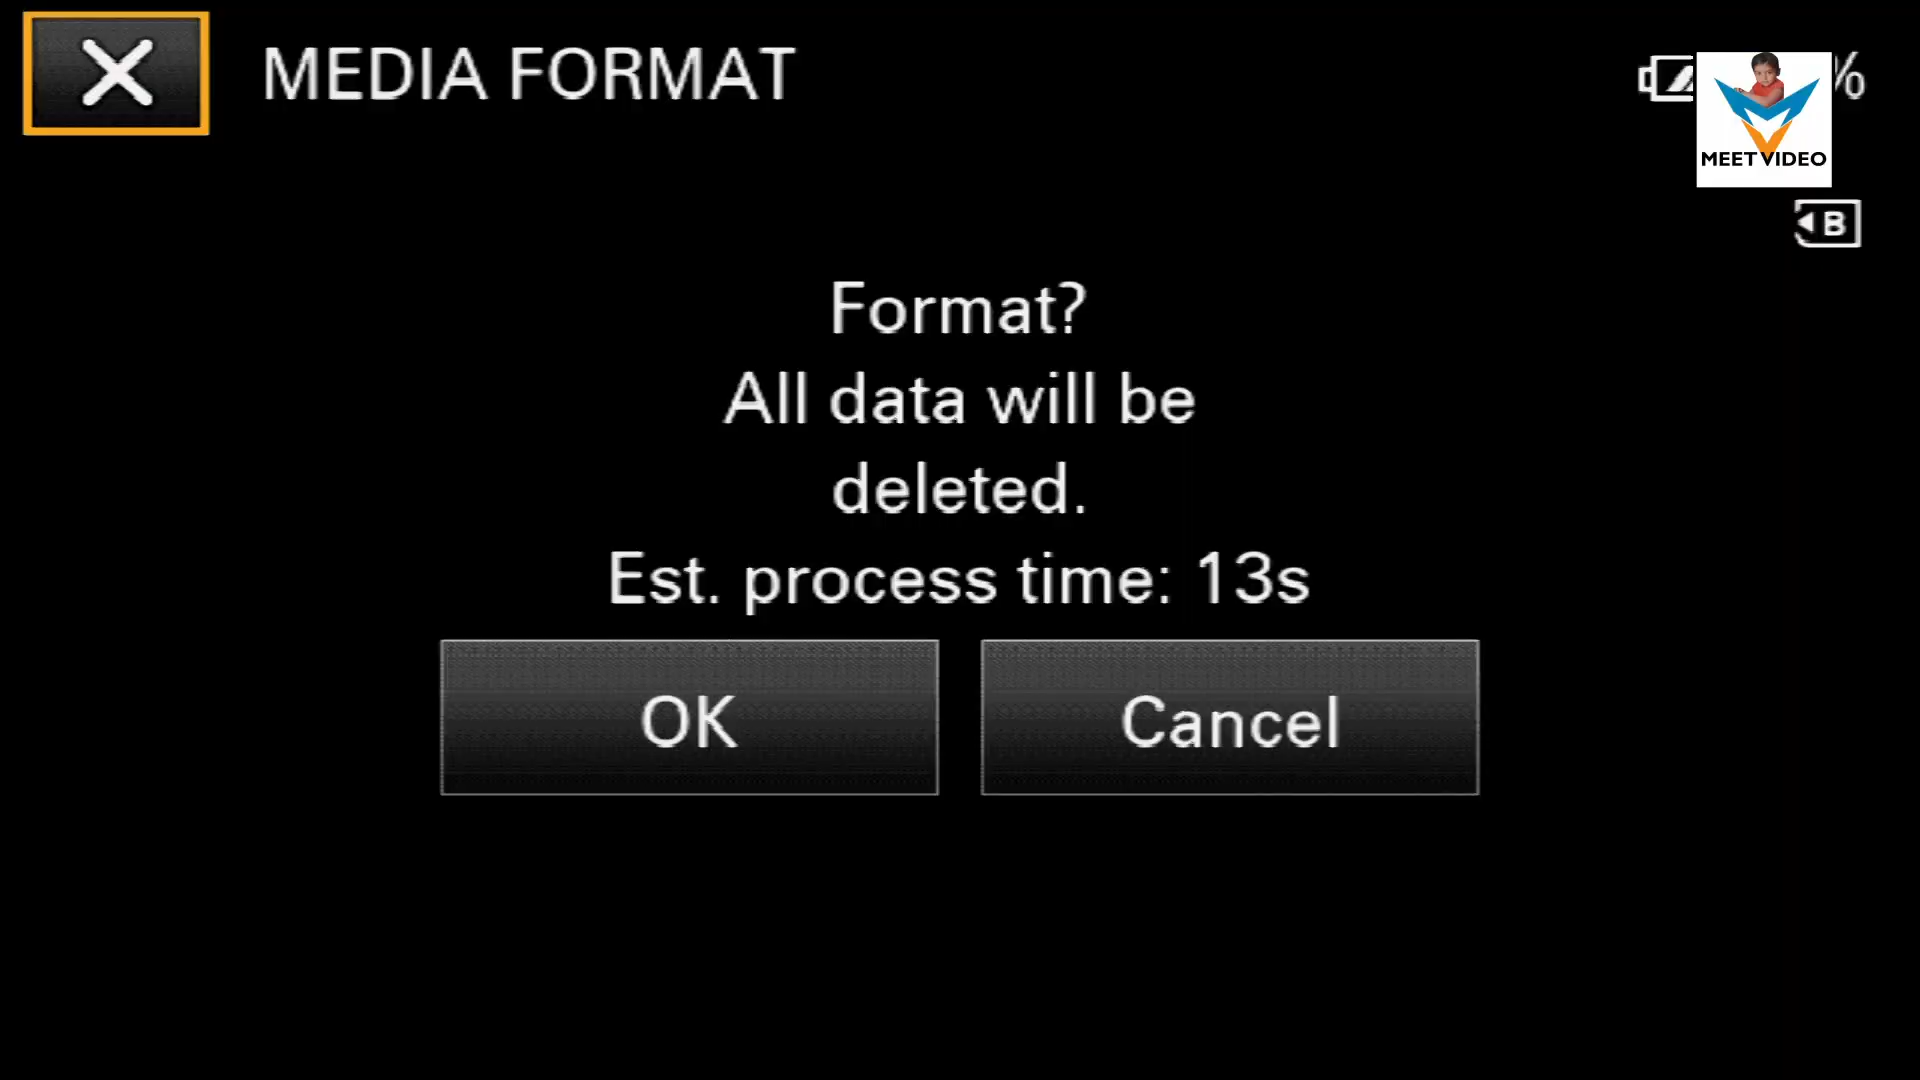 MEDIA FORMAT
%
MEET VIDEO
B
Format?
All data will be
deleted.
Est. process time: 13s
OK
Cancel